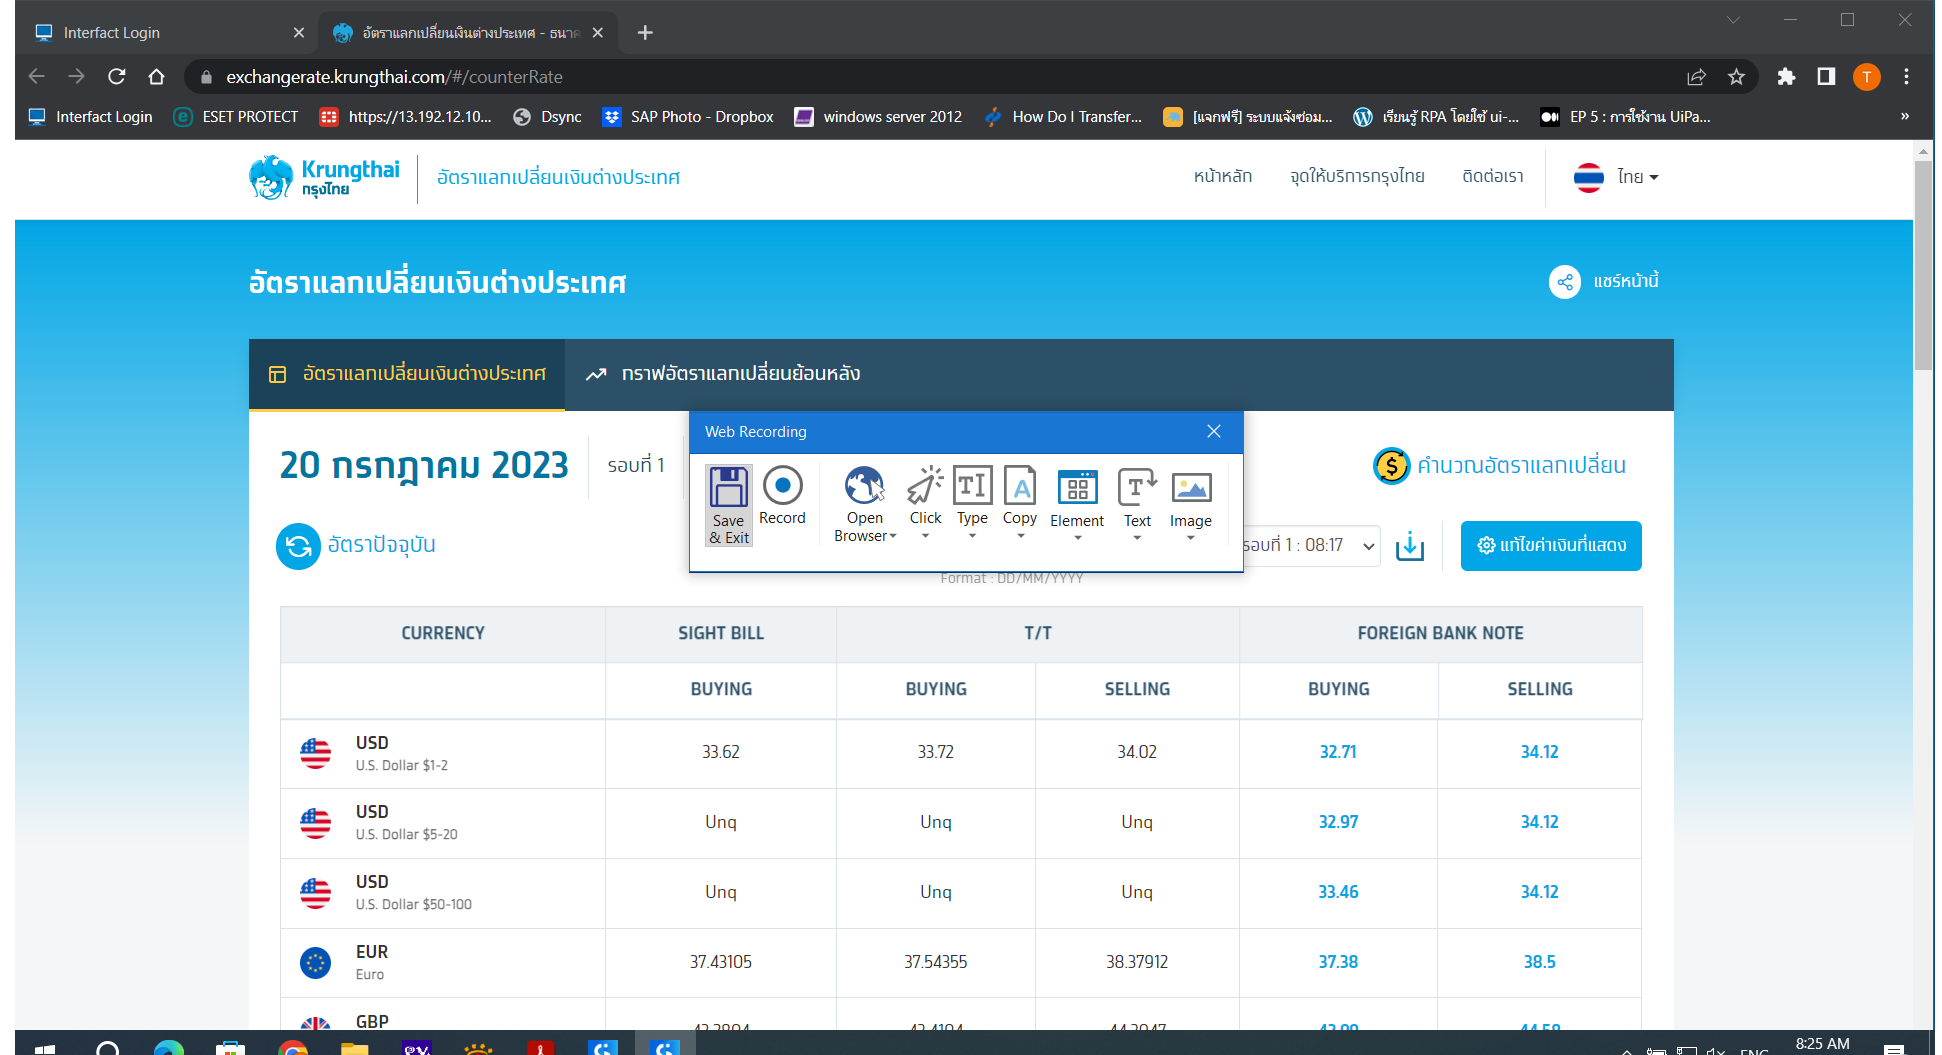 Interfact Login
อัตราแลกเปลี่ยนเงินต่างประเทศ - ธนาค
exchangerate.krungthai.com/#/counterRate
T
Interfact Login
ESET PROTECT
https://13.192.12.10...
Dsync
SAP Photo - Dropbox
windows server 2012
How Do I Transfer...
[แจกฟรี] ระบบแจ้งซ่อม...
เรียนรู้ RPA โดยใช้ ui-...
EP 5 : การใช้งาน UiPa...
»
Krungthai
กรุงไทย
อัตราแลกเปลี่ยนเงินต่างประเทศ
หน้าหลัก
จุดให้บริการกรุงไทย
ติดต่อเรา
ไทย
อัตราแลกเปลี่ยนเงินต่างประเทศ
แชร์หน้านี้
อัตราแลกเปลี่ยนเงินต่างประเทศ
กราฟอัตราแลกเปลี่ยนย้อนหลัง
20 กรกฎาคม 2023
รอบที่ 1
Web Recording
Save & Exit
Record
Open Browser
Click
Type
Copy
Element
Text
Image
คำนวณอัตราแลกเปลี่ยน
อัตราปัจจุบัน
รอบที่ 1 : 08:17
แก้ไขค่าเงินที่แสดง
Format : DD/MM/YYYY
CURRENCY SIGHT BILL T/T FOREIGN BANK NOTE
BUYING BUYING SELLING BUYING SELLING
USD
U.S. Dollar $1-2
33.62 33.72 34.02 32.71 34.12
USD
U.S. Dollar $5-20
Unq Unq Unq 32.97 34.12
USD
U.S. Dollar $50-100
Unq Unq Unq 33.46 34.12
EUR
Euro
37.43105 37.54355 38.37912 37.38 38.5
GBP
8:25 AM
ENG